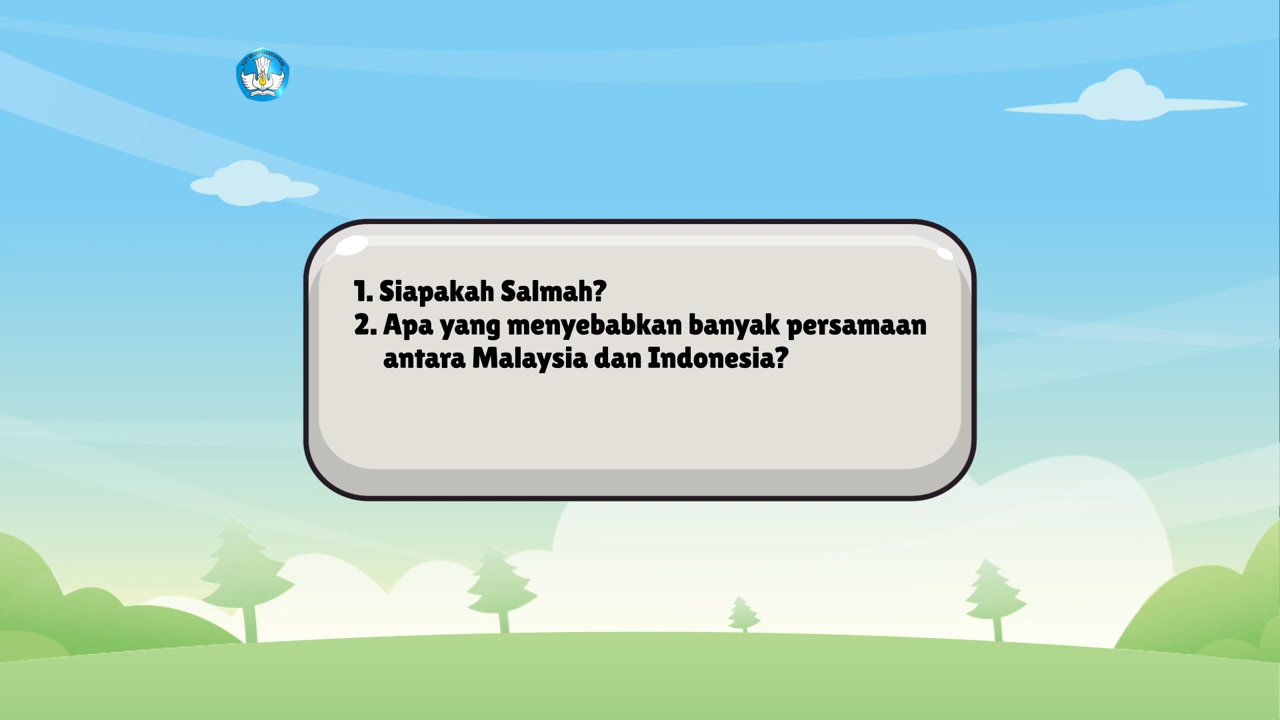 1. Siapakah Salmah?
2. Apa yang menyebabkan banyak persamaan
antara Malaysia dan Indonesia?